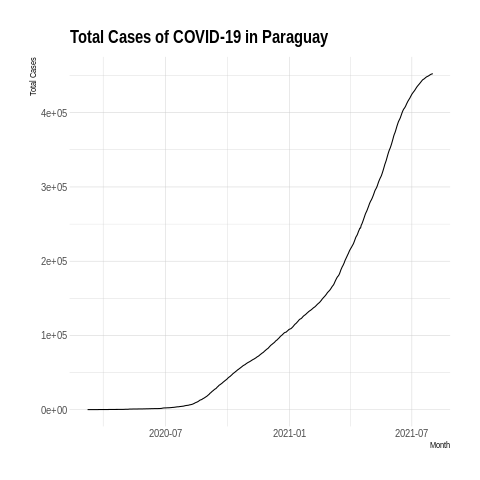 Total Cases of COVID-19 in Paraguay
Total Cases
4e+05
3e+05
2e+05
1e+05
0e+00
2020-07
2021-01
2021-07
Month